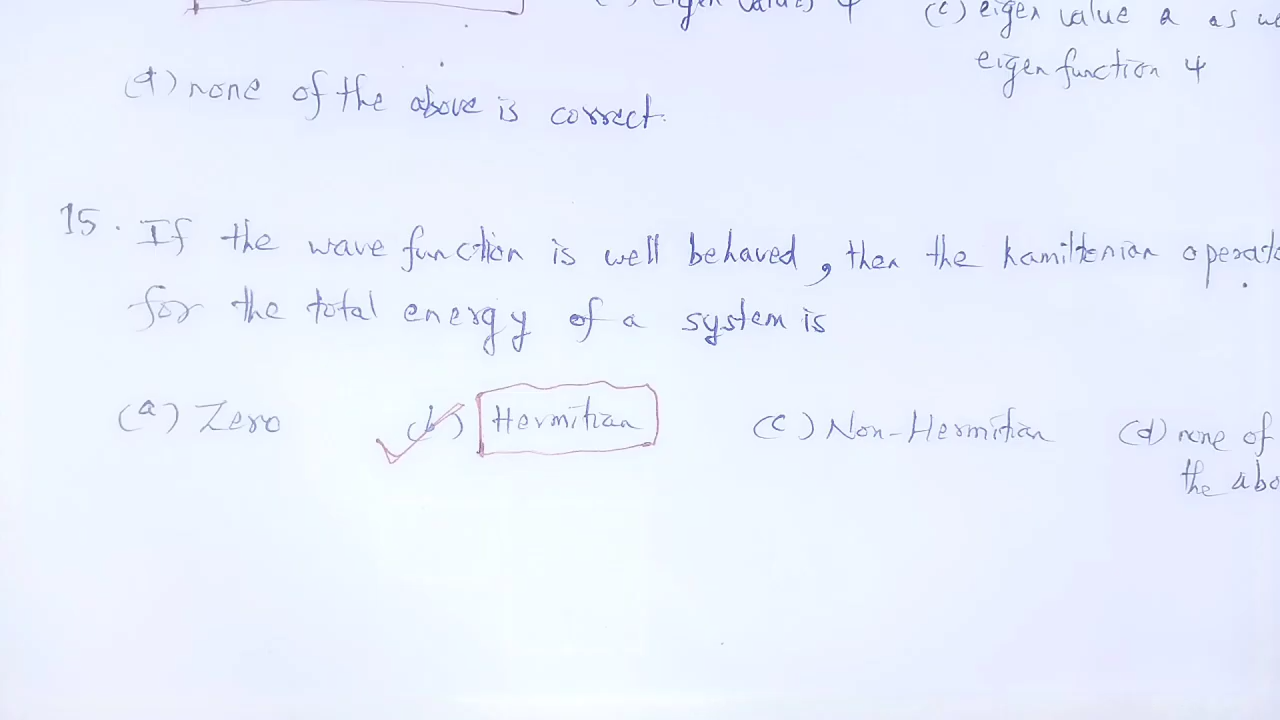 (c) eigen value a as
eigen function ψ
(d) none of the above is correct.
15. If the wave function is well behaved, then the hamiltonian operato
for the total energy of a system is
(a) Zero (b) Hermitian (c) Non-Hermitian (d) none of
the abo